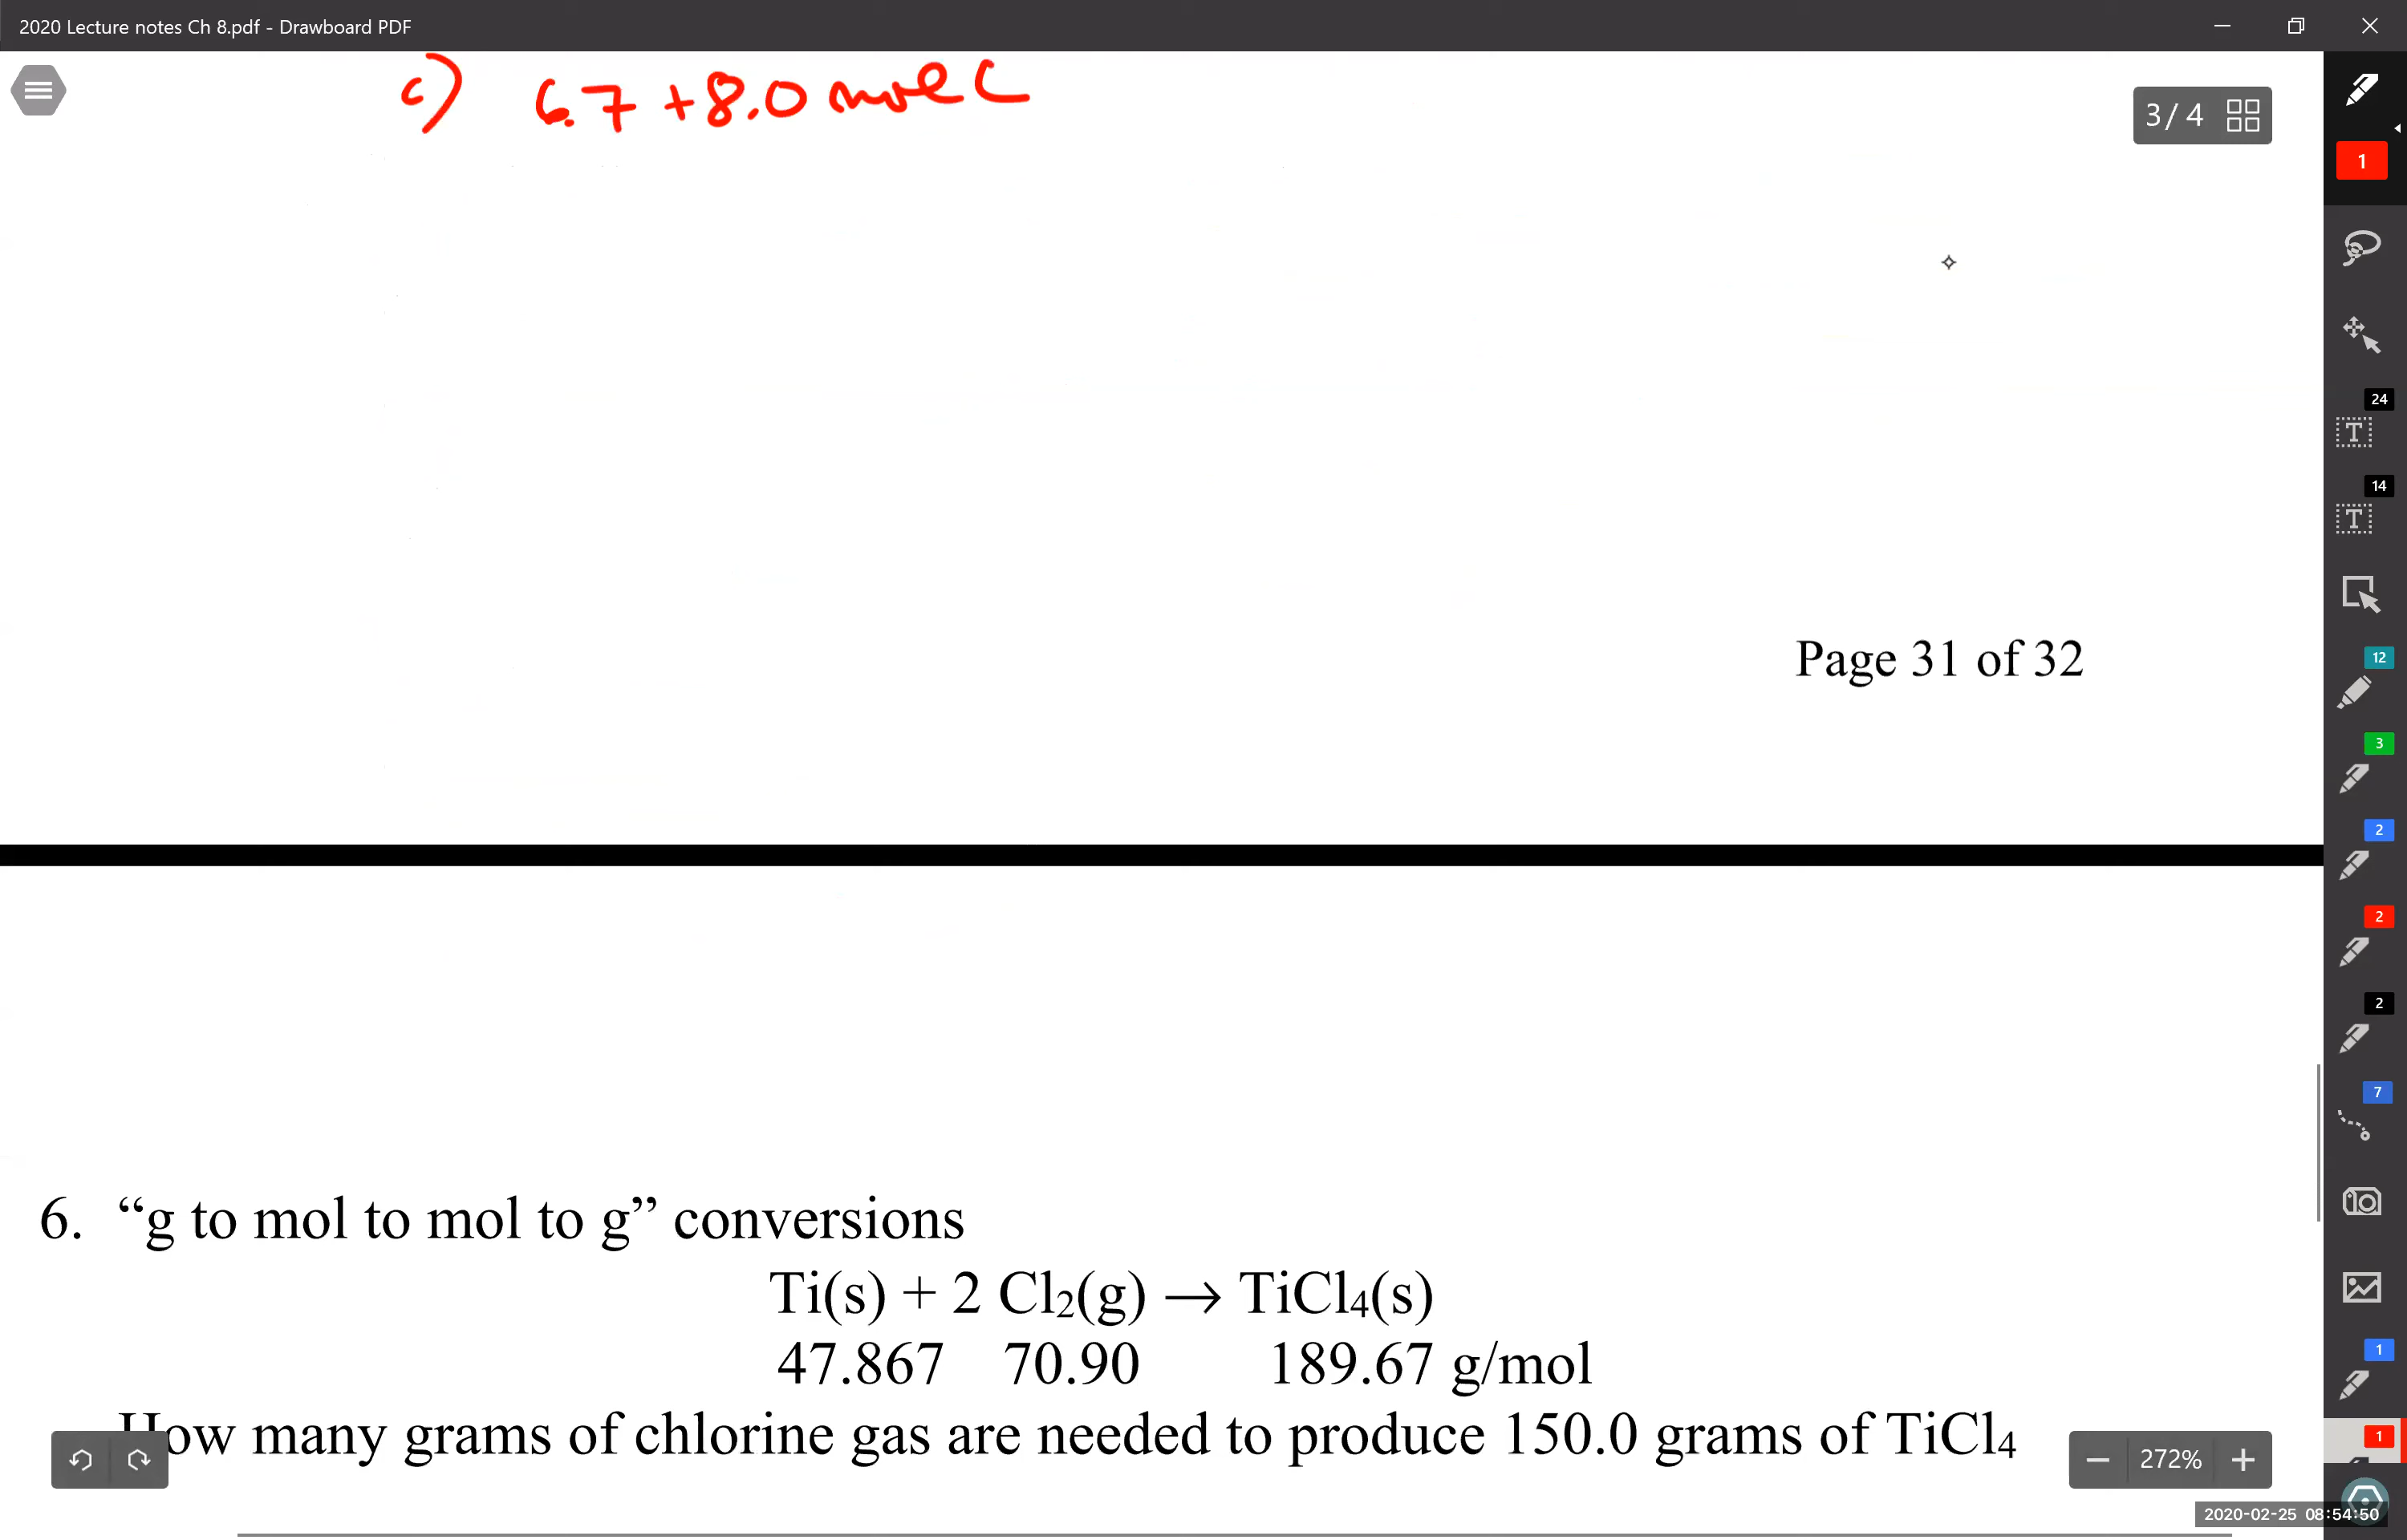 2020 Lecture notes Ch 8.pdf - Drawboard PDF
c) 6.7 + 8.0 mol C
3 / 4
1
24
T
14
T
Page 31 of 32
12
3
2
2
2
7
6. “g to mol to mol to g” conversions
Ti(s) + 2 Cl₂(g) → TiCl₄(s)
47.867 70.90 189.67 g/mol
How many grams of chlorine gas are needed to produce 150.0 grams of TiCl₄
1
1
272%
2020-02-25 08:54:50